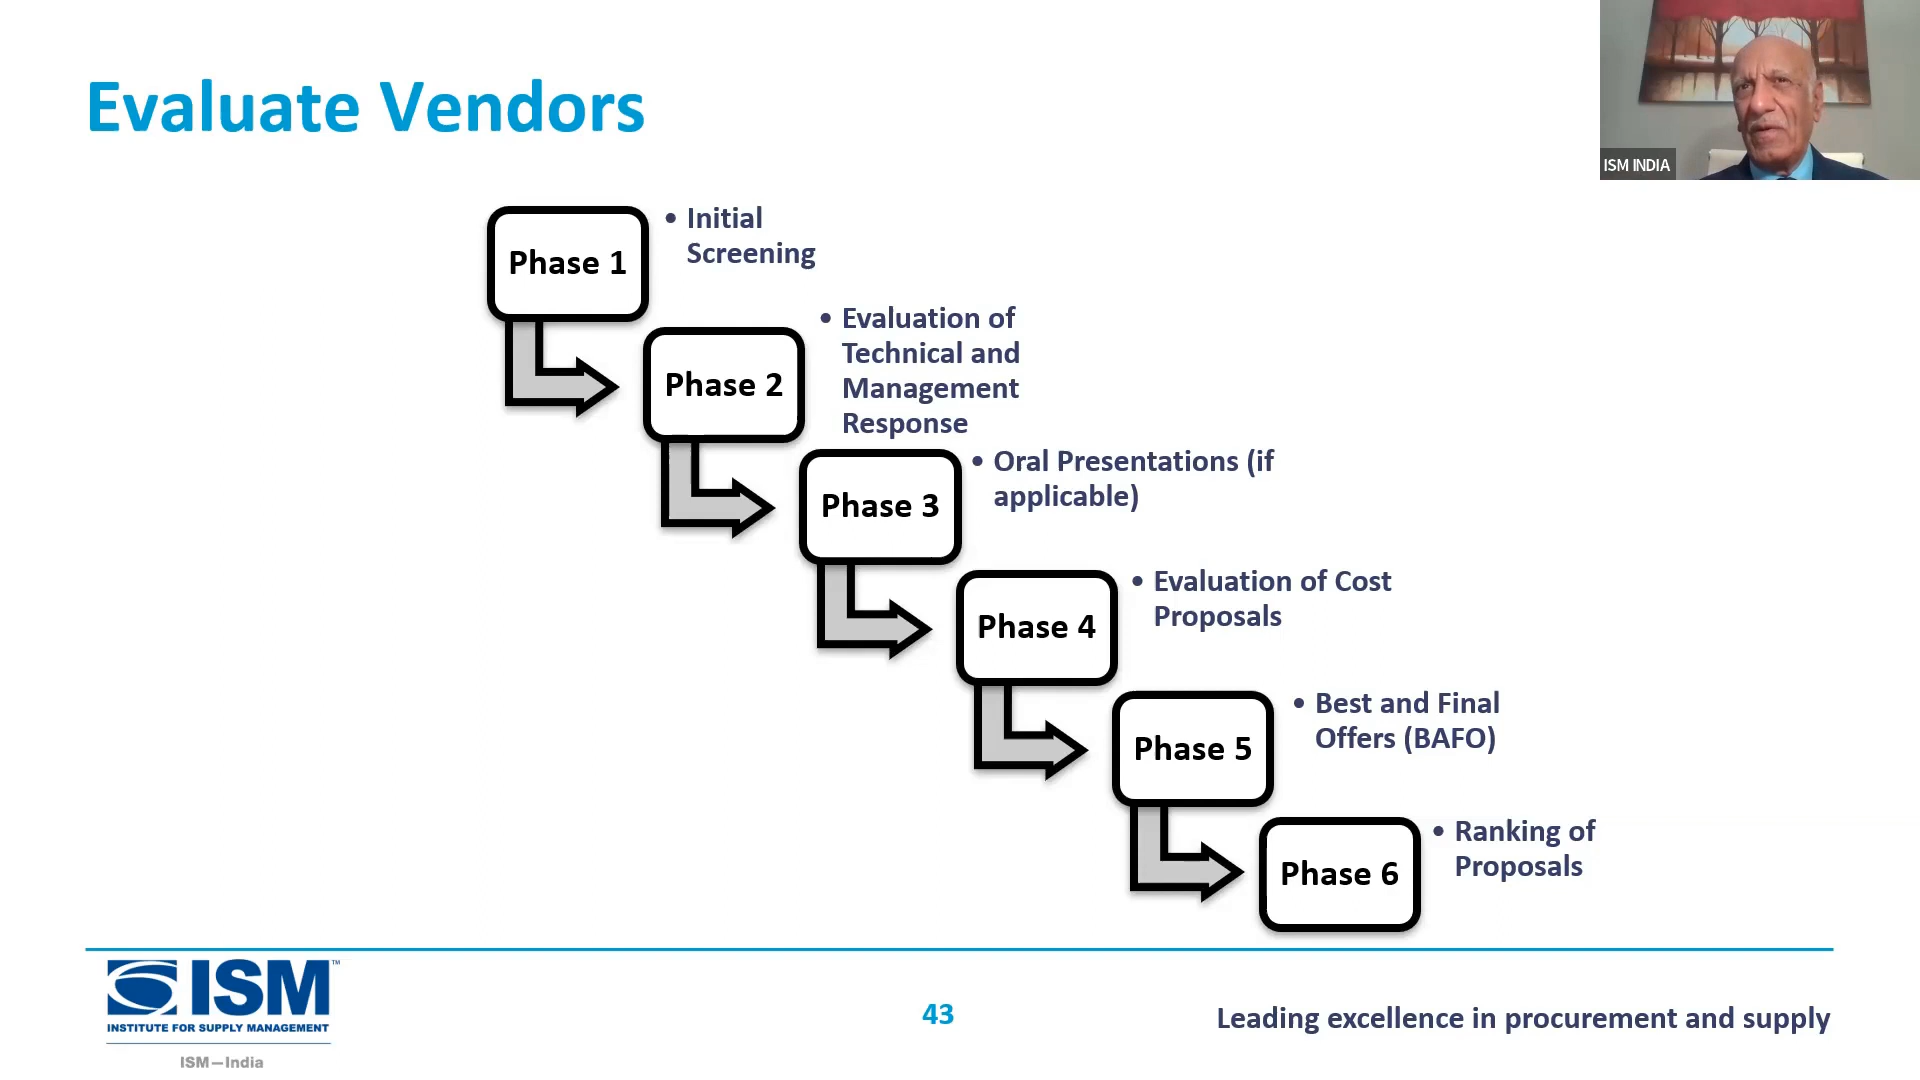 Evaluate Vendors
ISM INDIA
Phase 1
• Initial
Screening
Phase 2
• Evaluation of
Technical and
Management
Response
Phase 3
• Oral Presentations (if
applicable)
Phase 4
• Evaluation of Cost
Proposals
Phase 5
• Best and Final
Offers (BAFO)
Phase 6
• Ranking of
Proposals
ISM™
INSTITUTE FOR SUPPLY MANAGEMENT
ISM—India
43
Leading excellence in procurement and supply